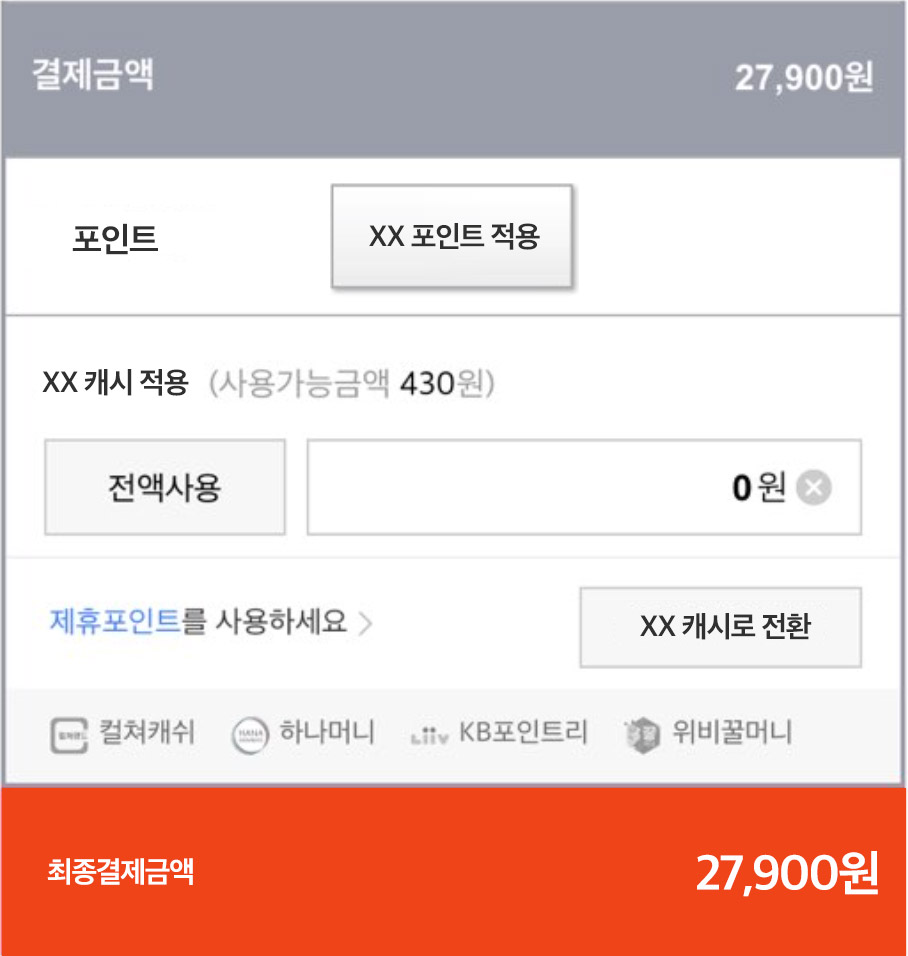 결제금액 27,900원
포인트 XX 포인트 적용
XX 캐시 적용 (사용가능금액 430원)
전액사용 0원
제휴포인트를 사용하세요 XX 캐시로 전환
컬쳐캐쉬 HANA 하나머니 Liiv KB포인트리 위비꿀머니
최종결제금액 27,900원